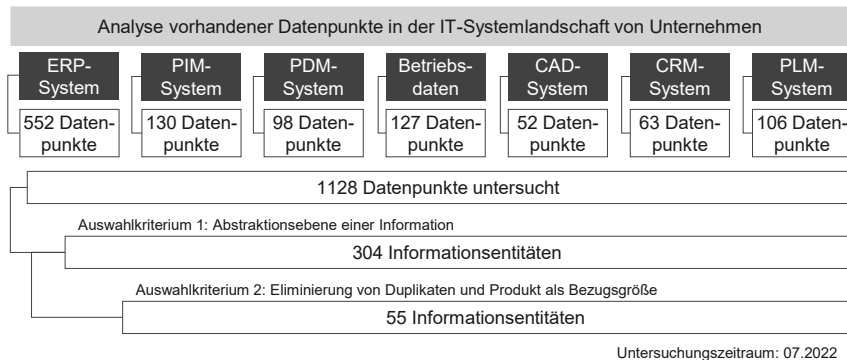 Analyse vorhandener Datenpunkte in der IT-Systemlandschaft von Unternehmen
ERP-
System
552 Daten-
punkte
PIM-
System
130 Daten-
punkte
PDM-
System
98 Daten-
punkte
Betriebs-
daten
127 Daten-
punkte
CAD-
System
52 Daten-
punkte
CRM-
System
63 Daten-
punkte
PLM-
System
106 Daten-
punkte
1128 Datenpunkte untersucht
Auswahlkriterium 1: Abstraktionsebene einer Information
304 Informationsentitäten
Auswahlkriterium 2: Eliminierung von Duplikaten und Produkt als Bezugsgröße
55 Informationsentitäten
Untersuchungszeitraum: 07.2022